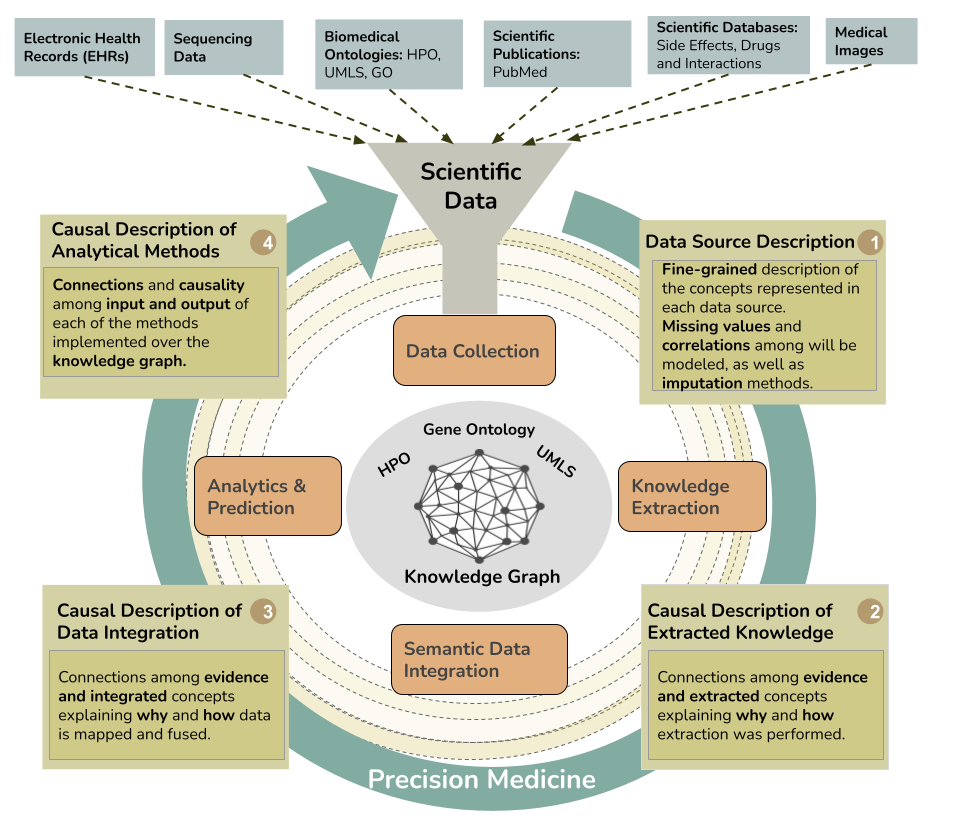 Electronic Health
Records (EHRs)
Sequencing
Data
Biomedical
Ontologies: HPO,
UMLS, GO
Scientific
Publications:
PubMed
Scientific Databases:
Side Effects, Drugs
and Interactions
Medical
Images
Scientific
Data
Causal Description of
Analytical Methods
4
Connections and causality
among input and output of
each of the methods
implemented over the
knowledge graph.
Data Source Description
1
Fine-grained description of
the concepts represented in
each data source.
Missing values and
correlations among will be
modeled, as well as
imputation methods.
Data Collection
Gene Ontology
HPO
UMLS
Knowledge Graph
Analytics &
Prediction
Knowledge
Extraction
Semantic Data
Integration
Causal Description of
Data Integration
3
Connections among evidence
and integrated concepts
explaining why and how data
is mapped and fused.
Causal Description of
Extracted Knowledge
2
Connections among evidence
and extracted concepts
explaining why and how
extraction was performed.
Precision Medicine